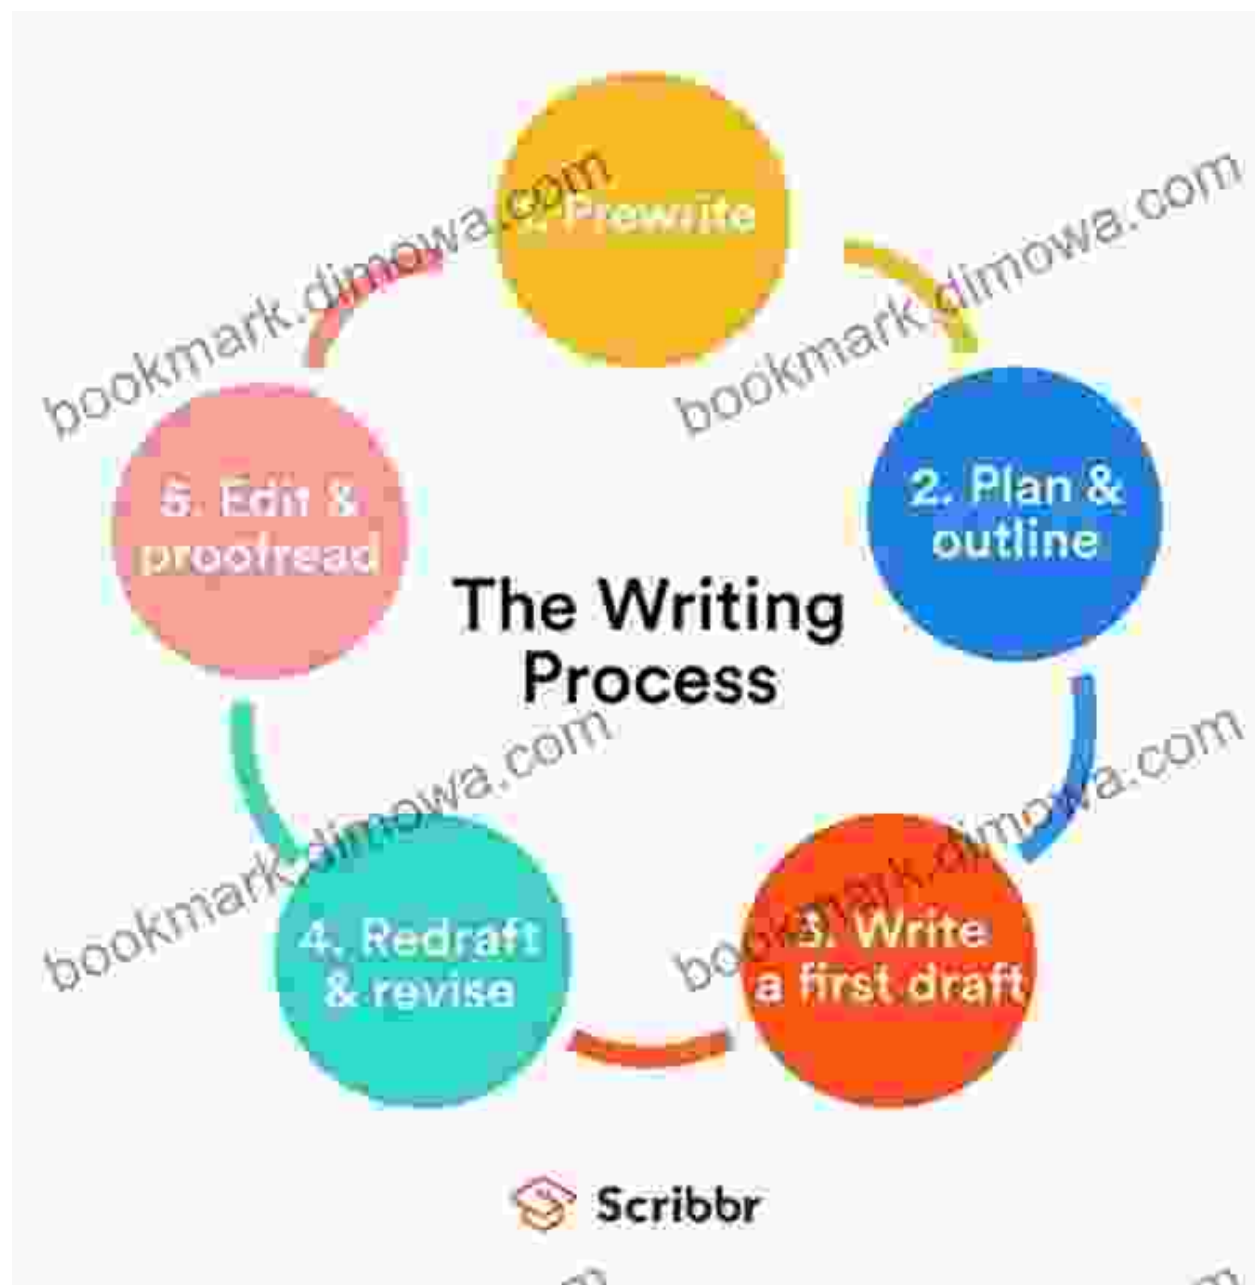 1. Prewrite
2. Plan &
outline
3. Write
a first draft
4. Redraft
& revise
5. Edit &
proofread
The Writing
Process
Scribbr
bookmark.dimowa.com
bookmark.dimowa.com
bookmark.dimowa.com
bookmark.dimowa.com